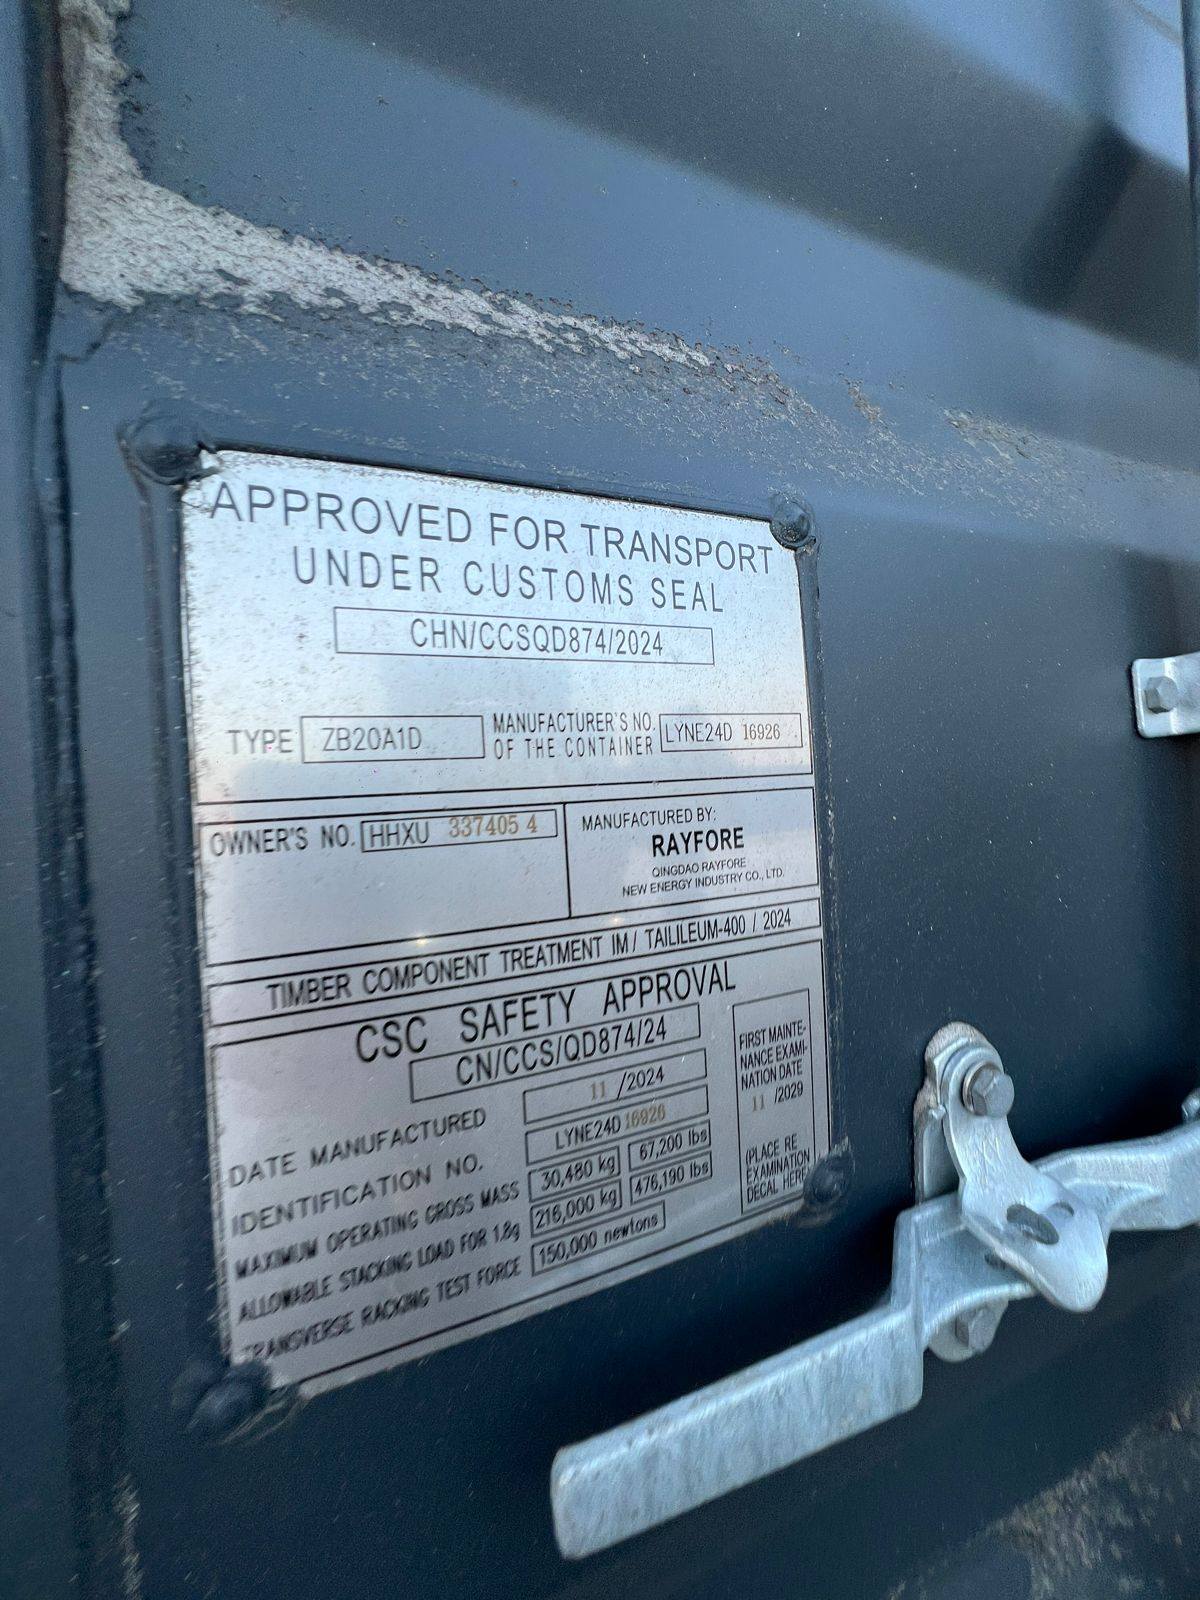 APPROVED FOR TRANSPORT
UNDER CUSTOMS SEAL
CHN/CCSQD874/2024
TYPE ZB20A1D
MANUFACTURER'S NO.
OF THE CONTAINER
LYNE24D 16926
OWNER'S NO. HHXU 337405 4
MANUFACTURED BY:
RAYFORE
QINGDAO RAYFORE
NEW ENERGY INDUSTRY CO., LTD.
TIMBER COMPONENT TREATMENT IM / TAILILEUM-400 / 2024
CSC SAFETY APPROVAL
CN/CCS/QD874/24
DATE MANUFACTURED 11 /2024
IDENTIFICATION NO. LYNE24D 16926
MAXIMUM OPERATING GROSS MASS 30,480 kg 67,200 lbs
ALLOWABLE STACKING LOAD FOR 1.8g 216,000 kg 476,190 lbs
TRANSVERSE RACKING TEST FORCE 150,000 newtons
FIRST MAINTE-
NANCE EXAMI-
NATION DATE
11 /2029
(PLACE RE
EXAMINATION
DECAL HERE)